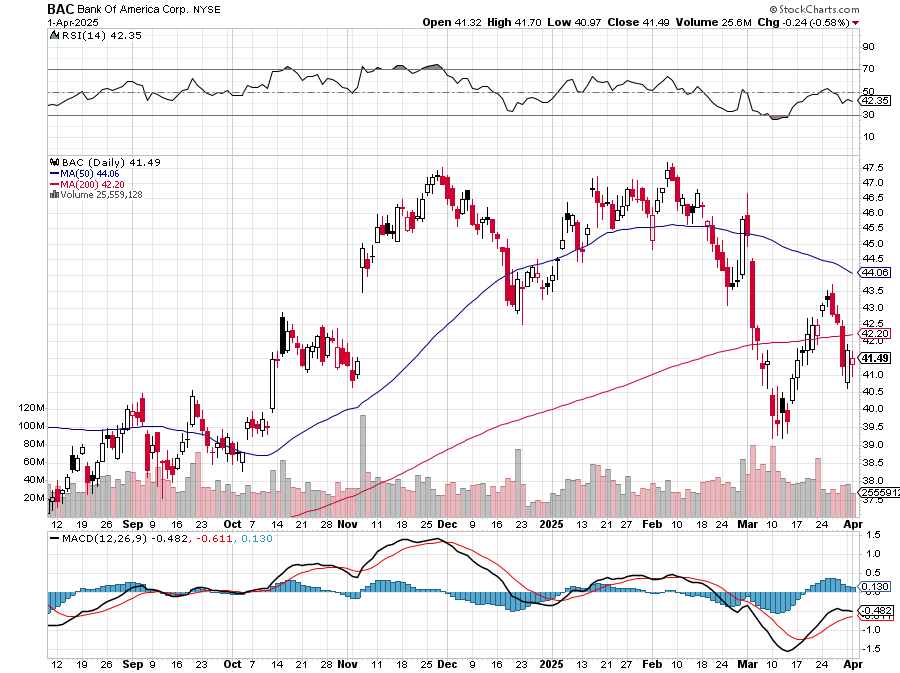 BAC Bank Of America Corp. NYSE © StockCharts.com
1-Apr-2025 Open 41.32 High 41.70 Low 40.97 Close 41.49 Volume 25.6M Chg -0.24 (-0.58%)
RSI(14) 42.35
90
70
50
42.35
30
10
BAC (Daily) 41.49
MA(50) 44.06
MA(200) 42.20
Volume 25,559,128
47.5
47.0
46.5
46.0
45.5
45.0
44.5
44.06
43.5
43.0
42.5
42.20
42.0
41.49
41.0
40.5
40.0
39.5
39.0
38.5
38.0
2555912
37.5
120M
100M
80M
60M
40M
20M
12 19 26 Sep 9 16 23 Oct 7 14 21 28 Nov 11 18 25 Dec 9 16 23 2025 13 21 27 Feb 10 18 24 Mar 10 17 24 Apr
MACD(12,26,9) -0.482, -0.611, 0.130
1.5
1.0
0.5
0.130
0.0
-0.482
-0.611
-1.0
-1.5
12 19 26 Sep 9 16 23 Oct 7 14 21 28 Nov 11 18 25 Dec 9 16 23 2025 13 21 27 Feb 10 18 24 Mar 10 17 24 Apr